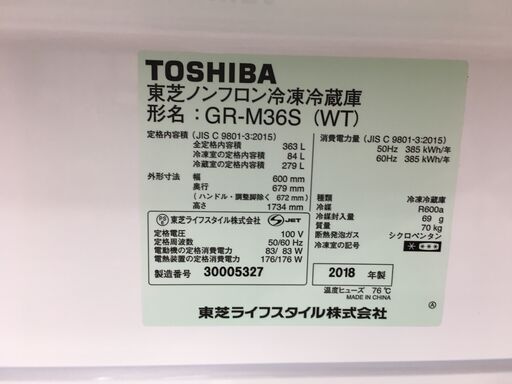 TOSHIBA
東芝ノンフロン冷凍冷蔵庫
形名：GR-M36S (WT)
定格内容積 (JIS C 9801-3:2015)
全定格内容積 363 L
冷凍室の定格内容積 84 L
冷蔵室の定格内容積 279 L
外形寸法 幅 600 mm
奥行 679 mm
(ハンドル・調整脚除く 672 mm)
高さ 1734 mm
PSE 東芝ライフスタイル株式会社 S JET
定格電圧 100 V
定格周波数 50/60 Hz
電動機の定格消費電力 83/ 83 W
電熱装置の定格消費電力 176/176 W
製造番号 30005327
消費電力量 (JIS C 9801-3:2015)
50Hz 385 kWh/年
60Hz 385 kWh/年
種類 冷凍冷蔵庫
冷媒 R600a
冷媒封入量 69 g
質量 70 kg
断熱発泡ガス シクロペンタン
冷凍室の記号
2018 年製
温度ヒューズ 76 ℃
MADE IN CHINA
Ⓐ
東芝ライフスタイル株式会社